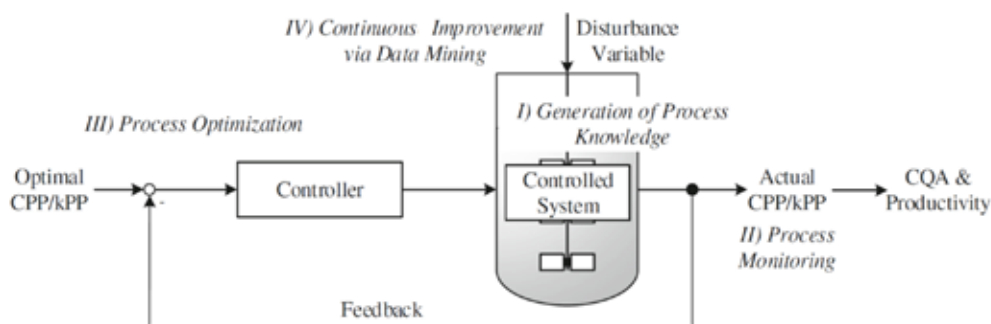 IV) Continuous Improvement
via Data Mining
Disturbance
Variable
I) Generation of Process
Knowledge
III) Process Optimization
Optimal
CPP/kPP
-
Controller
Controlled
System
Actual
CPP/kPP
CQA &
Productivity
II) Process
Monitoring
Feedback